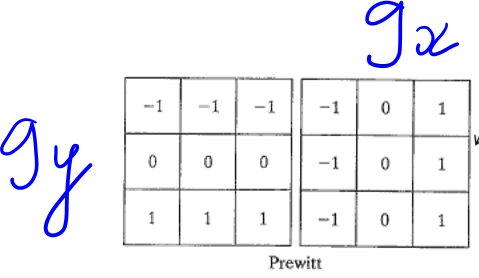 gx
-1 -1 -1 -1 0 1
gy
0 0 0 -1 0 1
1 1 1 -1 0 1
Prewitt